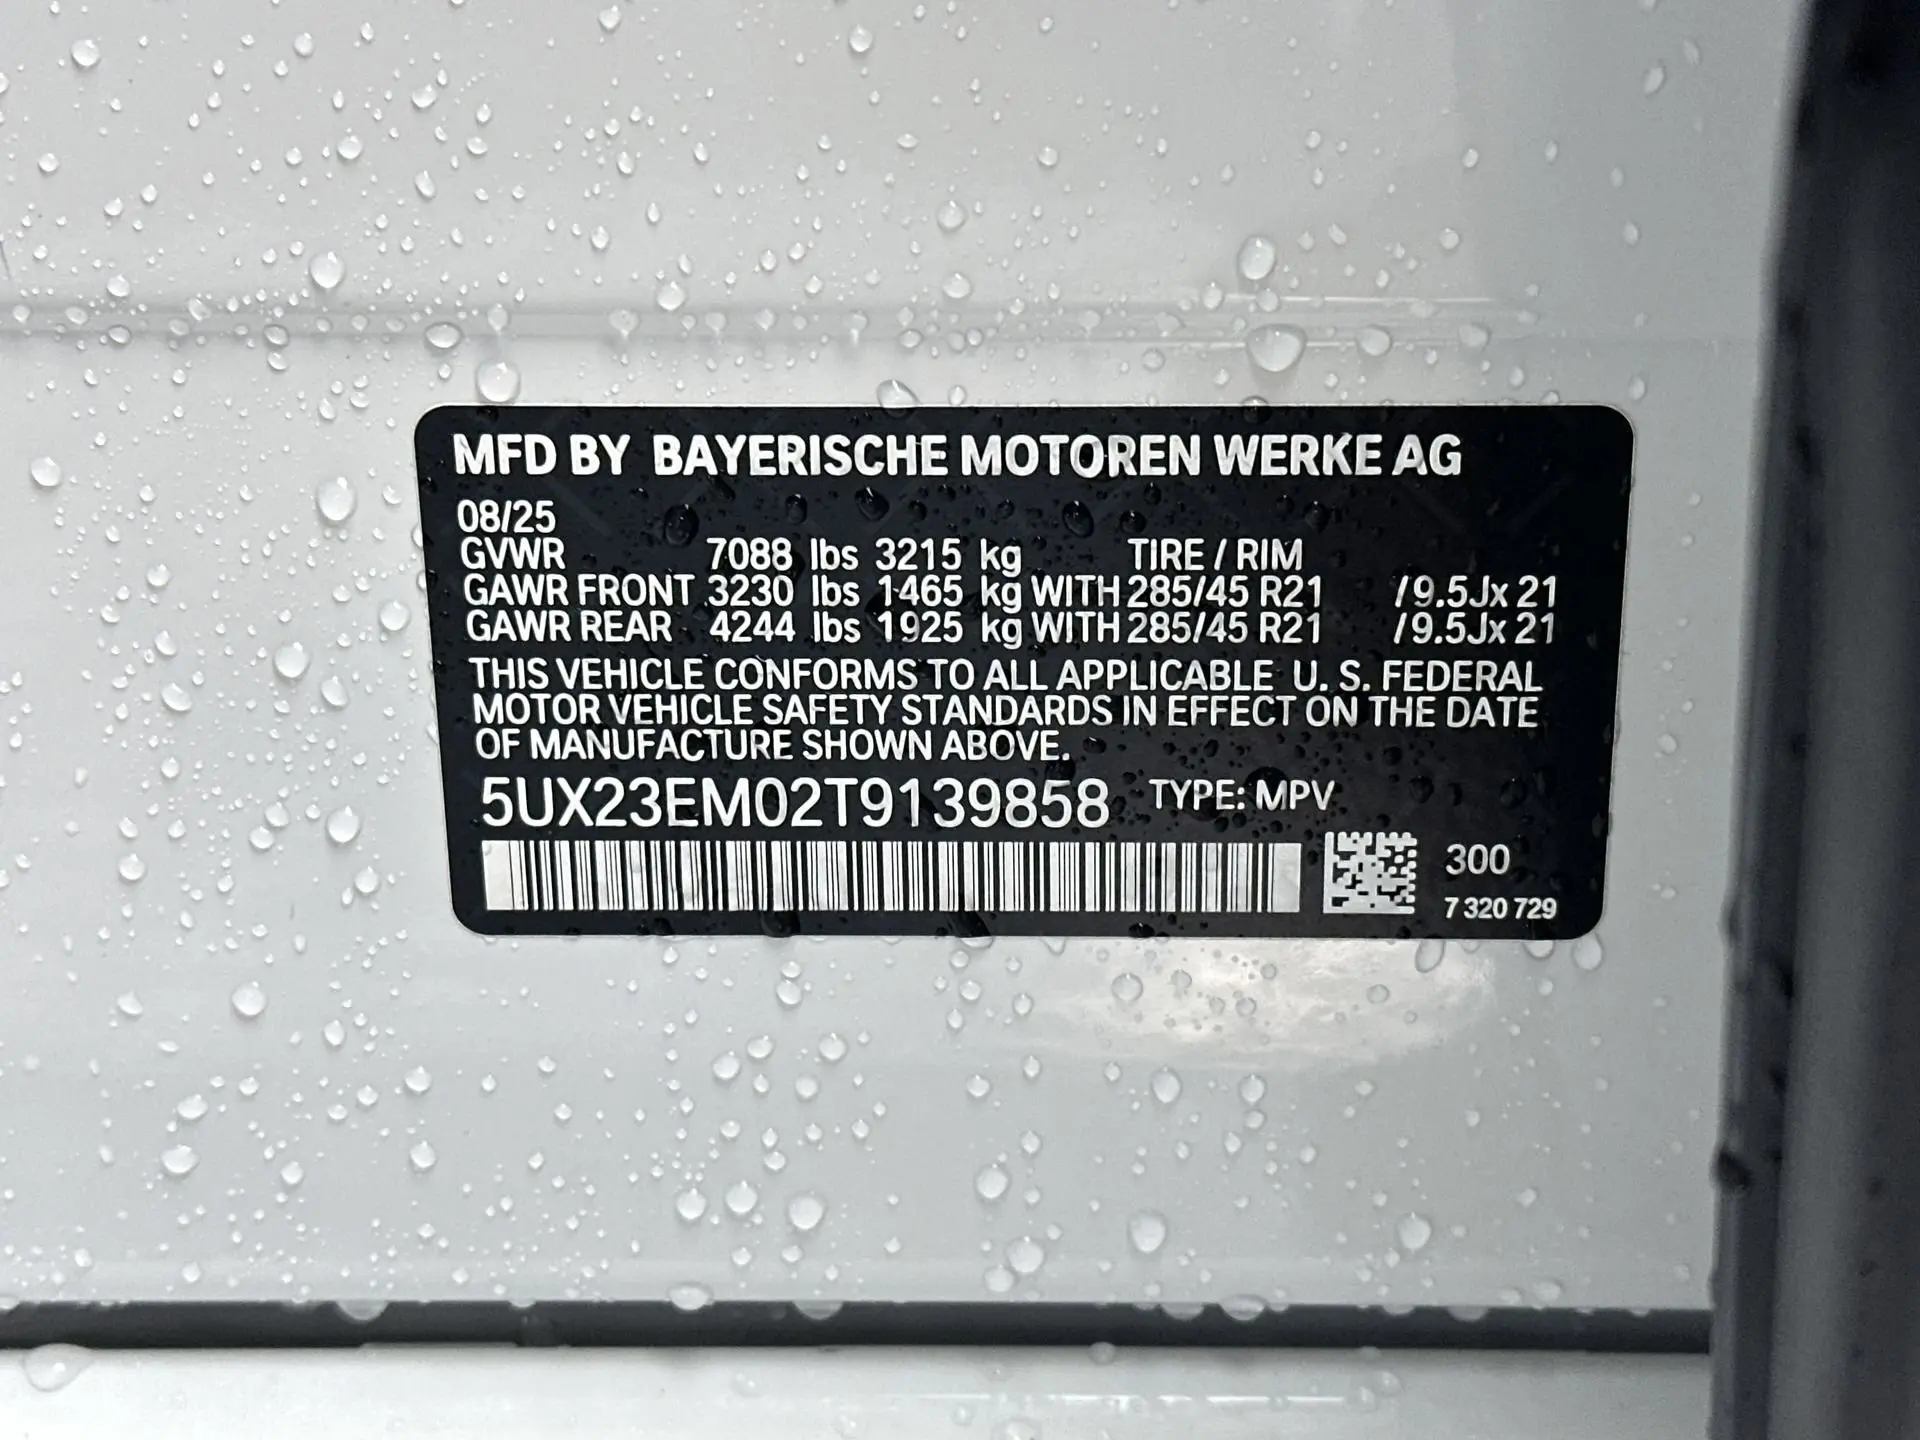 MFD BY BAYERISCHE MOTOREN WERKE AG
08/25
GVWR 7088 lbs 3215 kg TIRE / RIM
GAWR FRONT 3230 lbs 1465 kg WITH 285/45 R21 /9.5Jx 21
GAWR REAR 4244 lbs 1925 kg WITH 285/45 R21 /9.5Jx 21
THIS VEHICLE CONFORMS TO ALL APPLICABLE U. S. FEDERAL
MOTOR VEHICLE SAFETY STANDARDS IN EFFECT ON THE DATE
OF MANUFACTURE SHOWN ABOVE.
5UX23EM02T9139858 TYPE: MPV
300
7 320 729